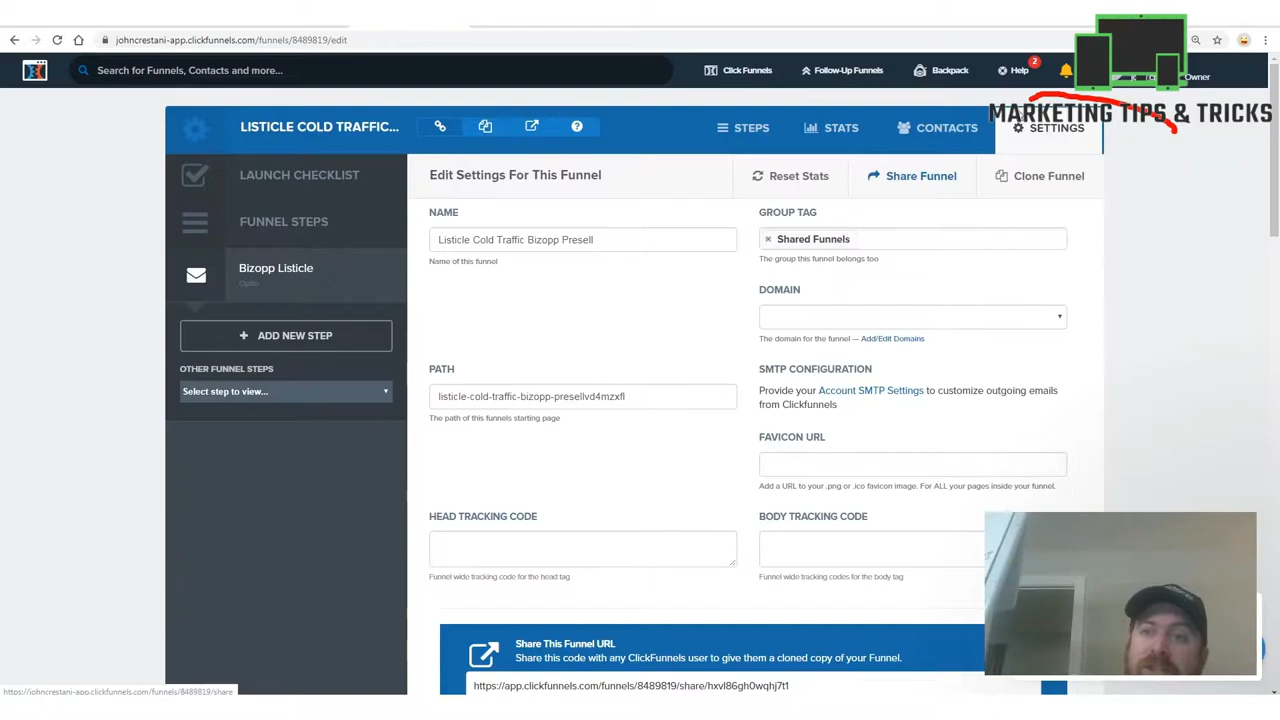 johncrestani-app.clickfunnels.com/funnels/8489819/edit
Search for Funnels, Contacts and more...
Click Funnels
Follow-Up Funnels
Backpack
Help
2
Owner
MARKETING TIPS & TRICKS
LISTICLE COLD TRAFFIC...
STEPS
STATS
CONTACTS
SETTINGS
LAUNCH CHECKLIST
FUNNEL STEPS
Bizopp Listicle
Optin
+ ADD NEW STEP
OTHER FUNNEL STEPS
Select step to view...
Edit Settings For This Funnel
Reset Stats
Share Funnel
Clone Funnel
NAME
Listicle Cold Traffic Bizopp Presell
Name of this funnel
GROUP TAG
× Shared Funnels
The group this funnel belongs too
DOMAIN
The domain for the funnel — Add/Edit Domains
PATH
listicle-cold-traffic-bizopp-presellvd4mzxfl
The path of this funnels starting page
SMTP CONFIGURATION
Provide your Account SMTP Settings to customize outgoing emails
from Clickfunnels
FAVICON URL
Add a URL to your .png or .ico favicon image. For ALL your pages inside your funnel.
HEAD TRACKING CODE
Funnel wide tracking code for the head tag
BODY TRACKING CODE
Funnel wide tracking codes for the body tag
Share This Funnel URL
Share this code with any ClickFunnels user to give them a cloned copy of your Funnel.
https://app.clickfunnels.com/funnels/8489819/share/hxvl86gh0wqhj7t1
https://johncrestani-app.clickfunnels.com/funnels/8489819/share